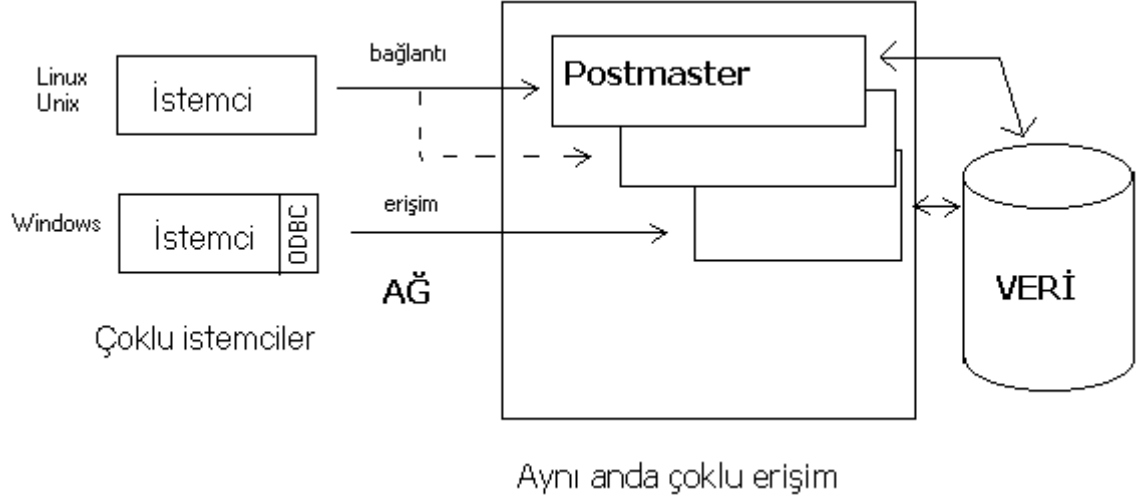 Linux
Unix
İstemci
bağlantı
Postmaster
Windows
İstemci
ODBC
erişim
AĞ
VERİ
Çoklu istemciler
Aynı anda çoklu erişim